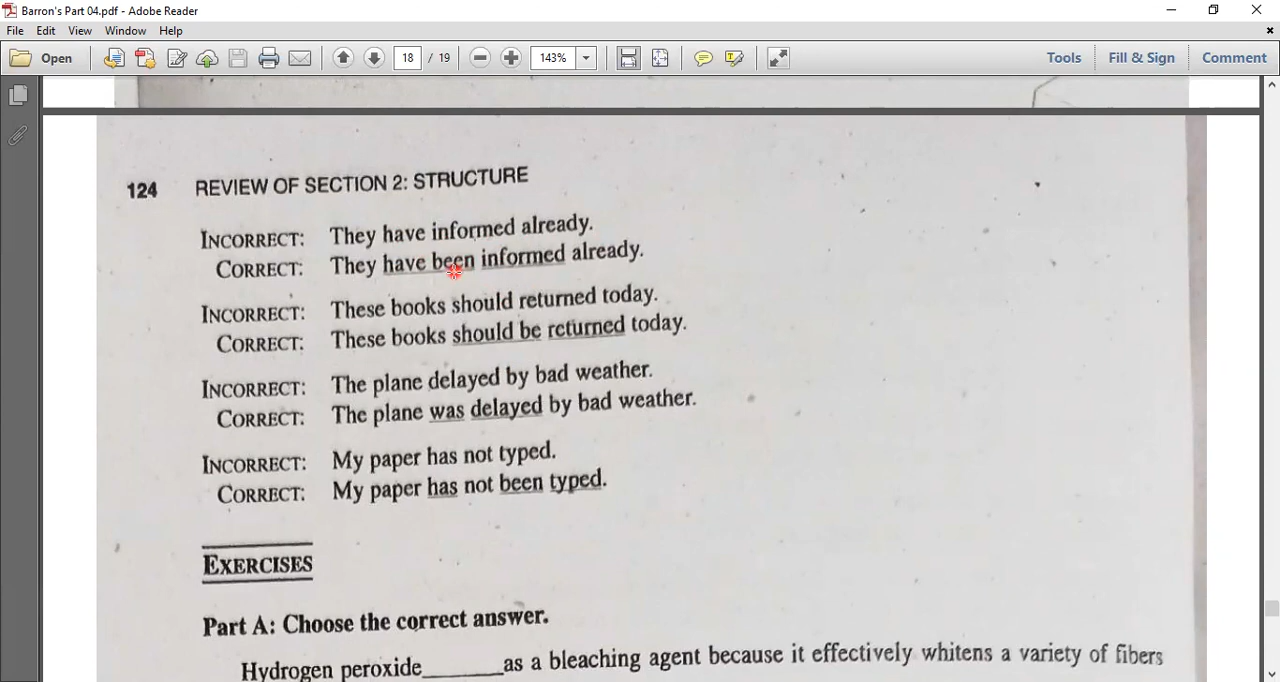 Barron's Part 04.pdf - Adobe Reader
File Edit View Window Help
Open 18 / 19 143% Tools Fill & Sign Comment
124 REVIEW OF SECTION 2: STRUCTURE
INCORRECT: They have informed already.
CORRECT: They have been informed already.
INCORRECT: These books should returned today.
CORRECT: These books should be returned today.
INCORRECT: The plane delayed by bad weather.
CORRECT: The plane was delayed by bad weather.
INCORRECT: My paper has not typed.
CORRECT: My paper has not been typed.
EXERCISES
Part A: Choose the correct answer.
Hydrogen peroxide_______as a bleaching agent because it effectively whitens a variety of fibers